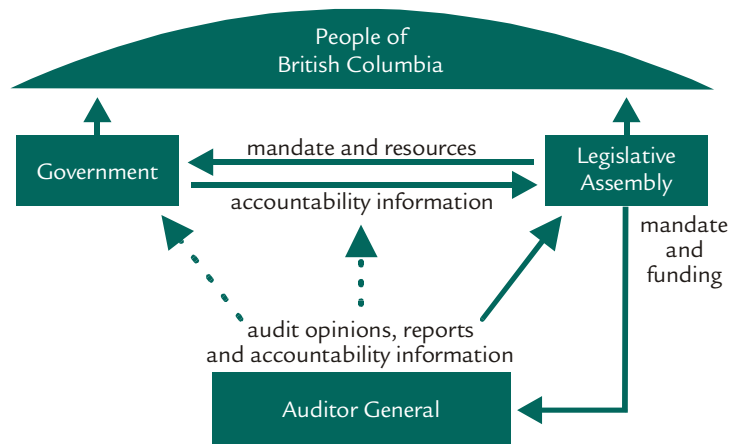 People of
British Columbia
Government
mandate and resources
accountability information
Legislative
Assembly
mandate
and
funding
audit opinions, reports
and accountability information
Auditor General